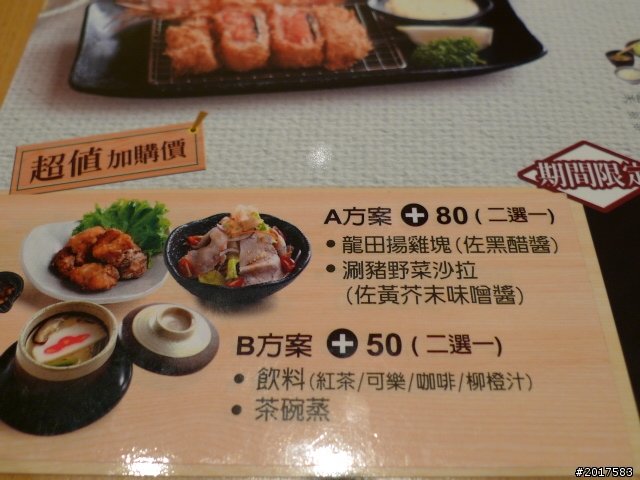 超值加購價
期間限定
A方案 + 80 (二選一)
• 龍田揚雞塊 (佐黑醋醬)
• 涮豬野菜沙拉
(佐黃芥末味噌醬)
B方案 + 50 (二選一)
• 飲料 (紅茶/可樂/咖啡/柳橙汁)
• 茶碗蒸
#2017583